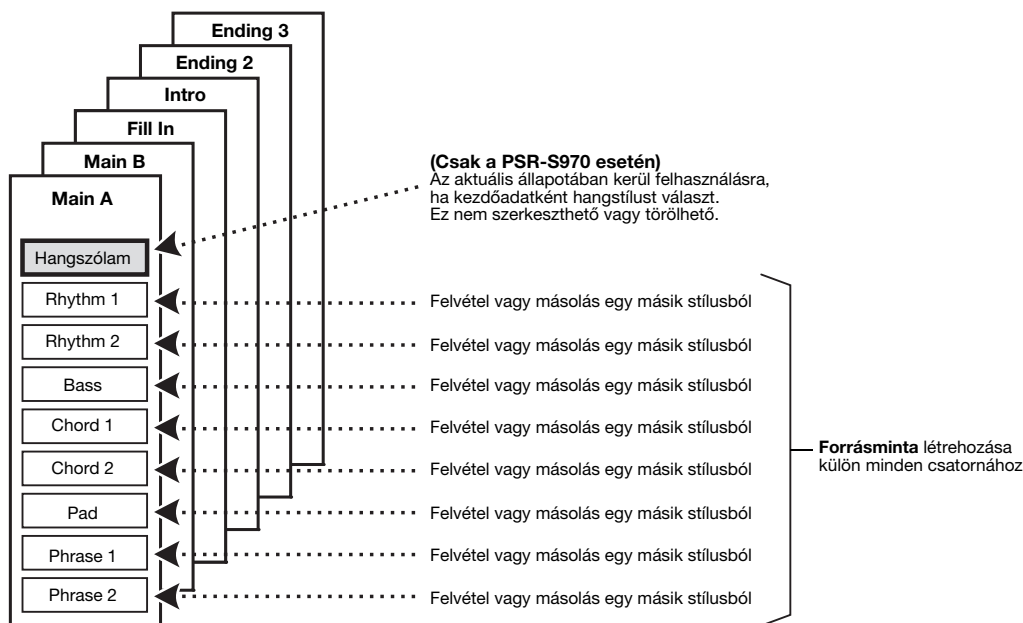 Ending 3
Ending 2
Intro
Fill In
Main B
Main A
(Csak a PSR-S970 esetén)
Az aktuális állapotában kerül felhasználásra,
ha kezdőadatként hangstílust választ.
Ez nem szerkeszthető vagy törölhető.
Hangszólam
Rhythm 1
Felvétel vagy másolás egy másik stílusból
Rhythm 2
Felvétel vagy másolás egy másik stílusból
Bass
Felvétel vagy másolás egy másik stílusból
Chord 1
Felvétel vagy másolás egy másik stílusból
Chord 2
Felvétel vagy másolás egy másik stílusból
Pad
Felvétel vagy másolás egy másik stílusból
Phrase 1
Felvétel vagy másolás egy másik stílusból
Phrase 2
Felvétel vagy másolás egy másik stílusból
Forrásminta létrehozása
külön minden csatornához